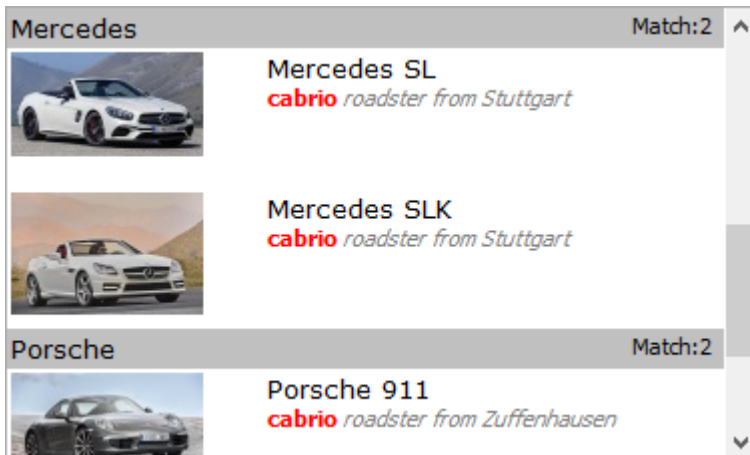 Mercedes Match:2
Mercedes SL
cabrio roadster from Stuttgart
Mercedes SLK
cabrio roadster from Stuttgart
Porsche Match:2
Porsche 911
cabrio roadster from Zuffenhausen